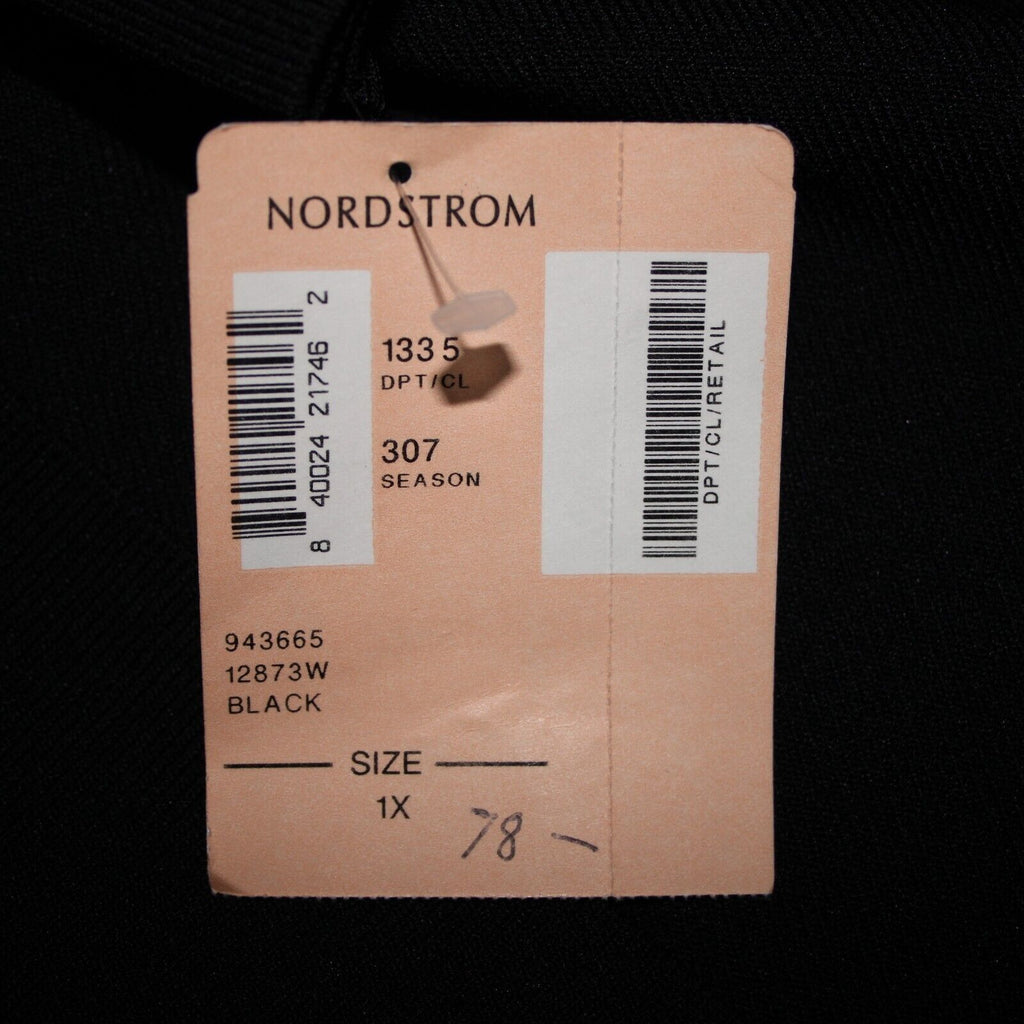 NORDSTROM
8 40024 21746 2
133 5
DPT/CL
307
SEASON
DPT/CL/RETAIL
943665
12873W
BLACK
SIZE
1X
78 –